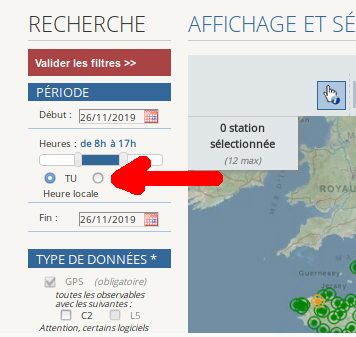 RECHERCHE
AFFICHAGE ET SÉ
Valider les filtres >>
PÉRIODE
Début : 26/11/2019
Heures : de 8h à 17h
TU
Heure locale
Fin : 26/11/2019
TYPE DE DONNÉES *
GPS (obligatoire)
toutes les observables
avec les suivantes :
C2 L5
Attention, certains logiciels
0 station
sélectionnée
(12 max)
ROYAU
Guernesey
Jersey